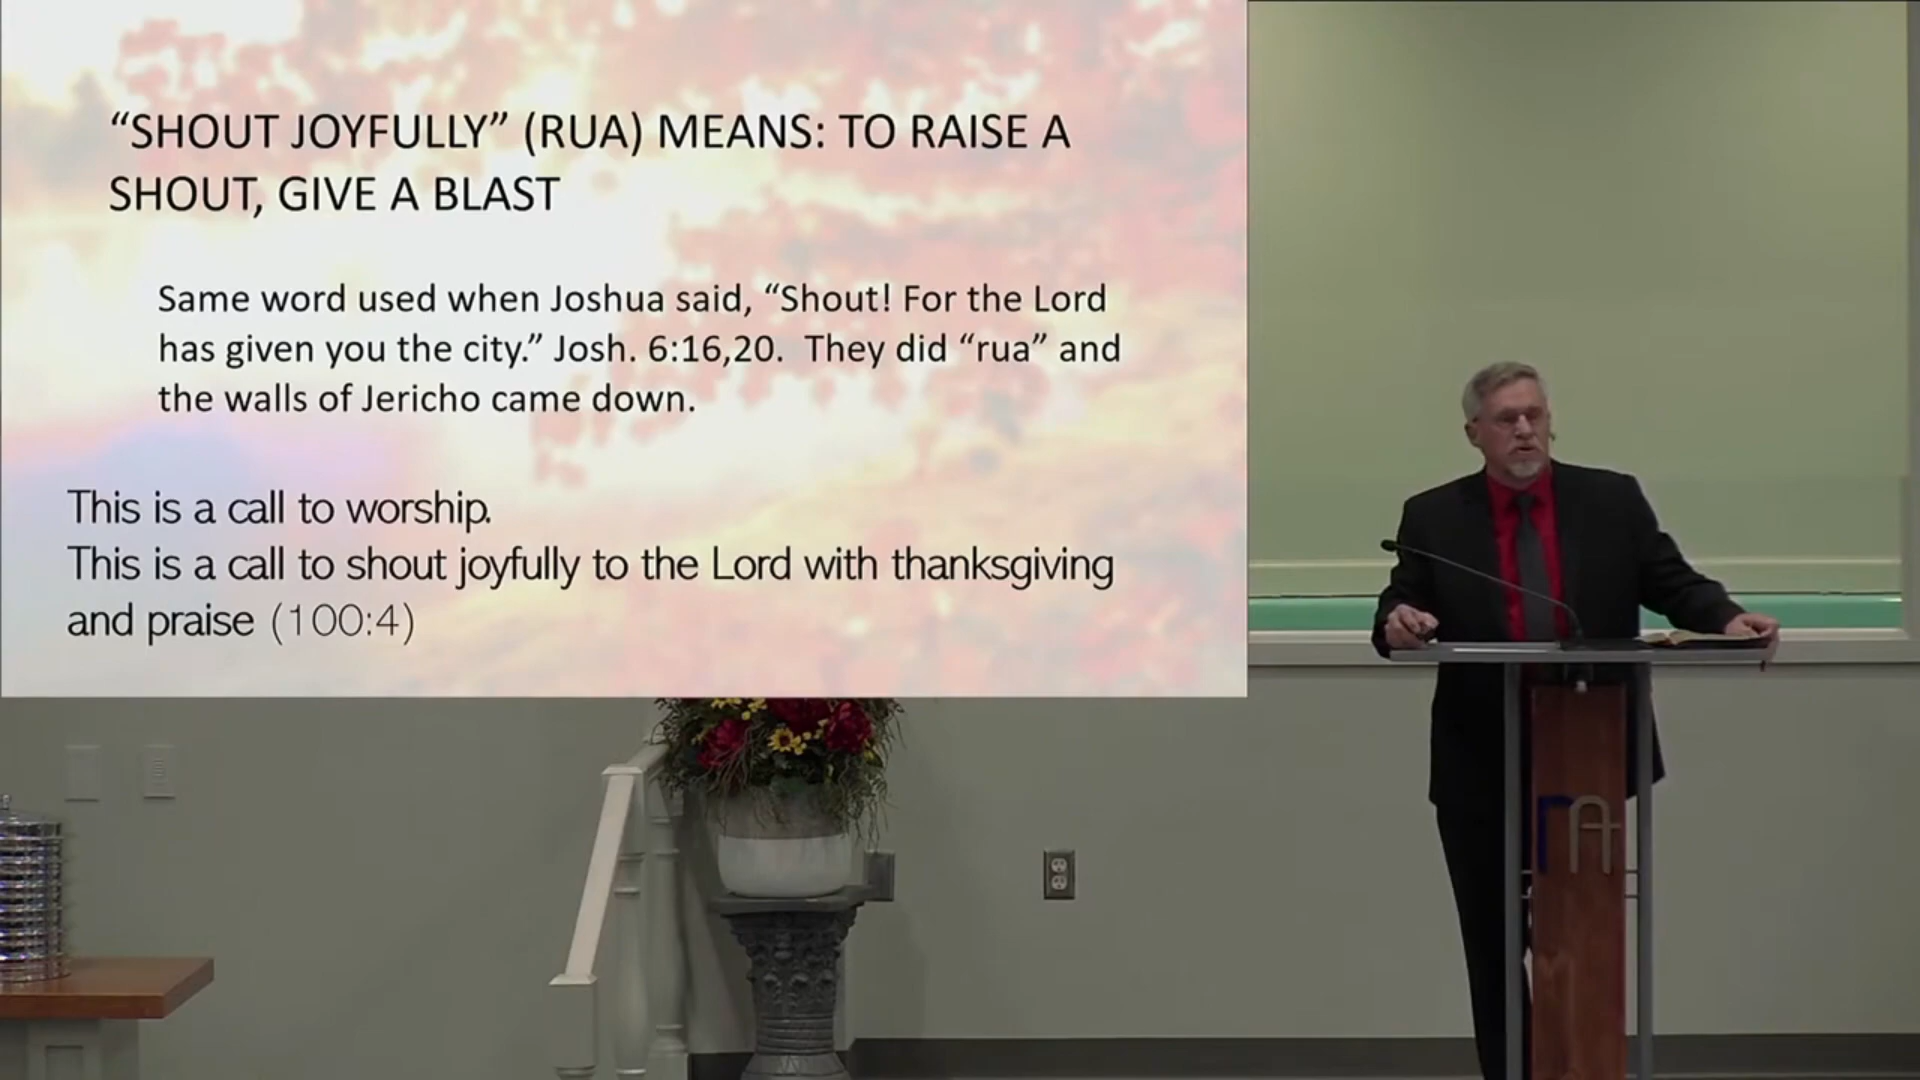 “SHOUT JOYFULLY” (RUA) MEANS: TO RAISE A
SHOUT, GIVE A BLAST
Same word used when Joshua said, “Shout! For the Lord
has given you the city.” Josh. 6:16,20.  They did “rua” and
the walls of Jericho came down.
This is a call to worship.
This is a call to shout joyfully to the Lord with thanksgiving
and praise (100:4)
rA